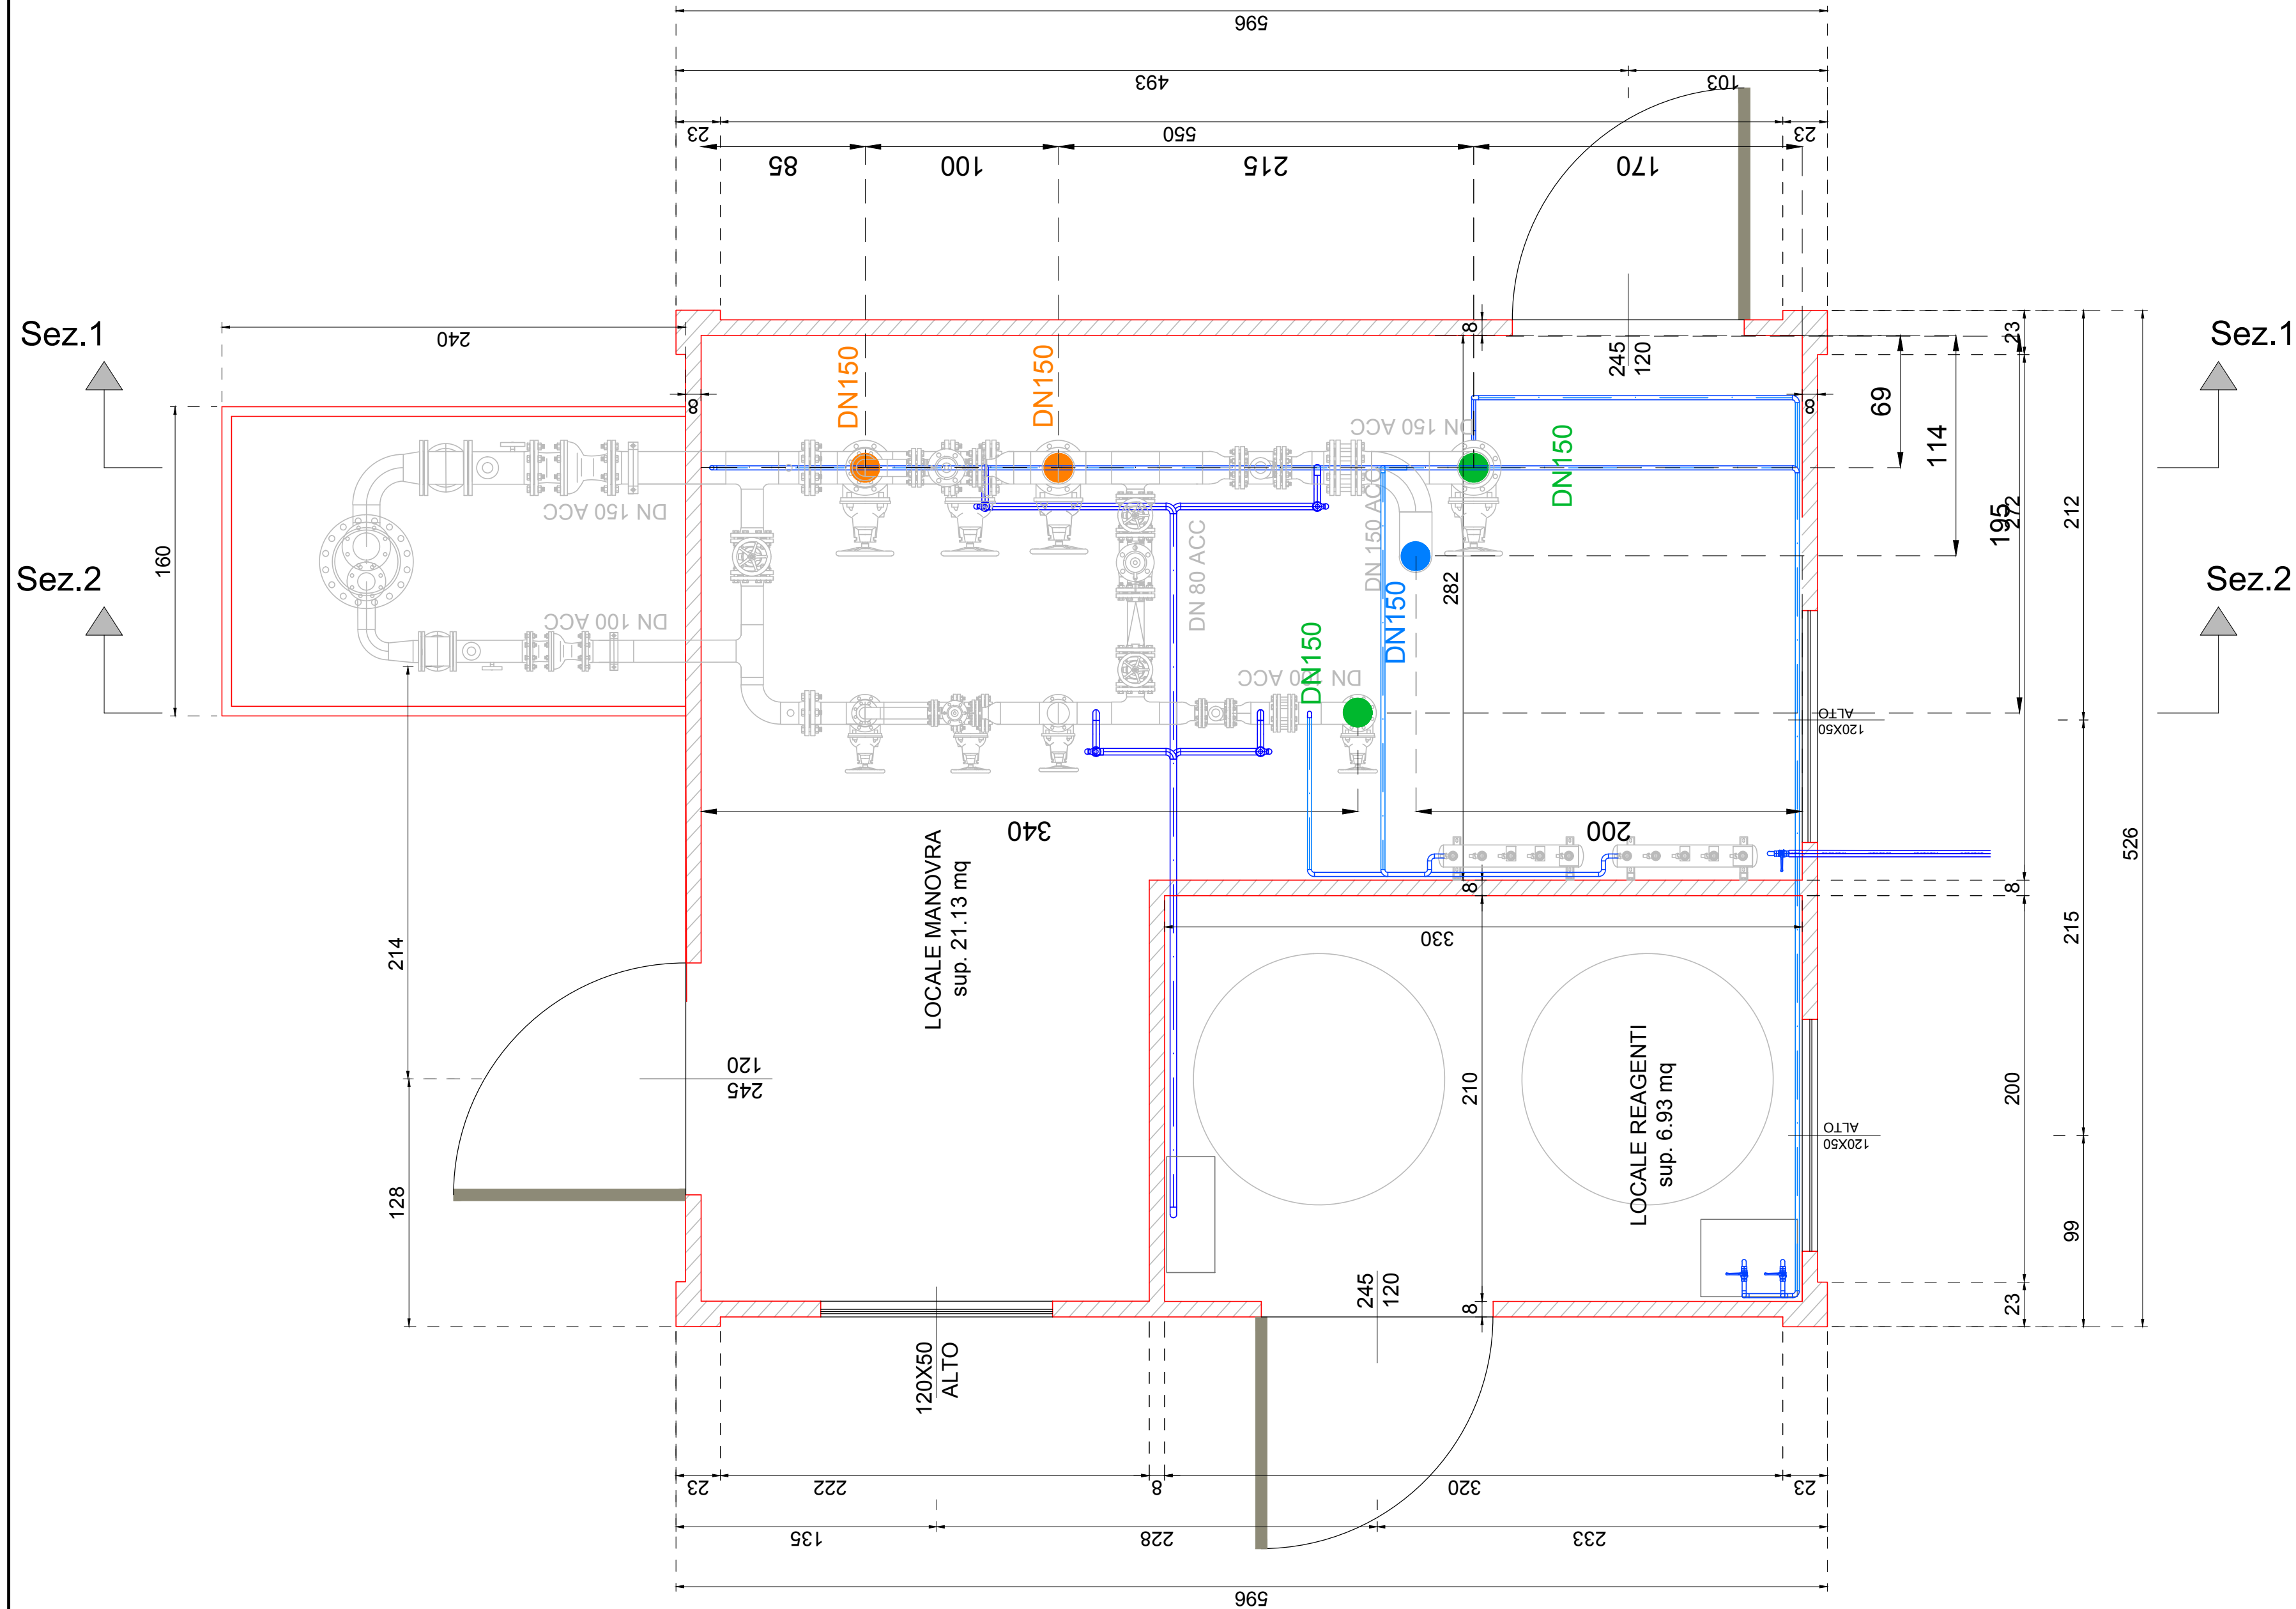 596
493
103
23
550
23
85
100
215
170
Sez.1
Sez.1
240
8
23
DN150
DN150
245
120
8
8
69
DN 150 ACC
114
DN150
DN 150 ACC
195
272
212
160
Sez.2
Sez.2
DN 80 ACC
DN 150 ACC
282
DN150
DN 100 ACC
DN150
DN 100 ACC
ALTO
120X50
340
200
526
LOCALE MANOVRA
sup. 21.13 mq
8
8
214
330
215
120
245
210
LOCALE REAGENTI
sup. 6.93 mq
200
ALTO
120X50
128
99
245
120
8
23
120X50
ALTO
23
222
8
320
23
135
228
233
596